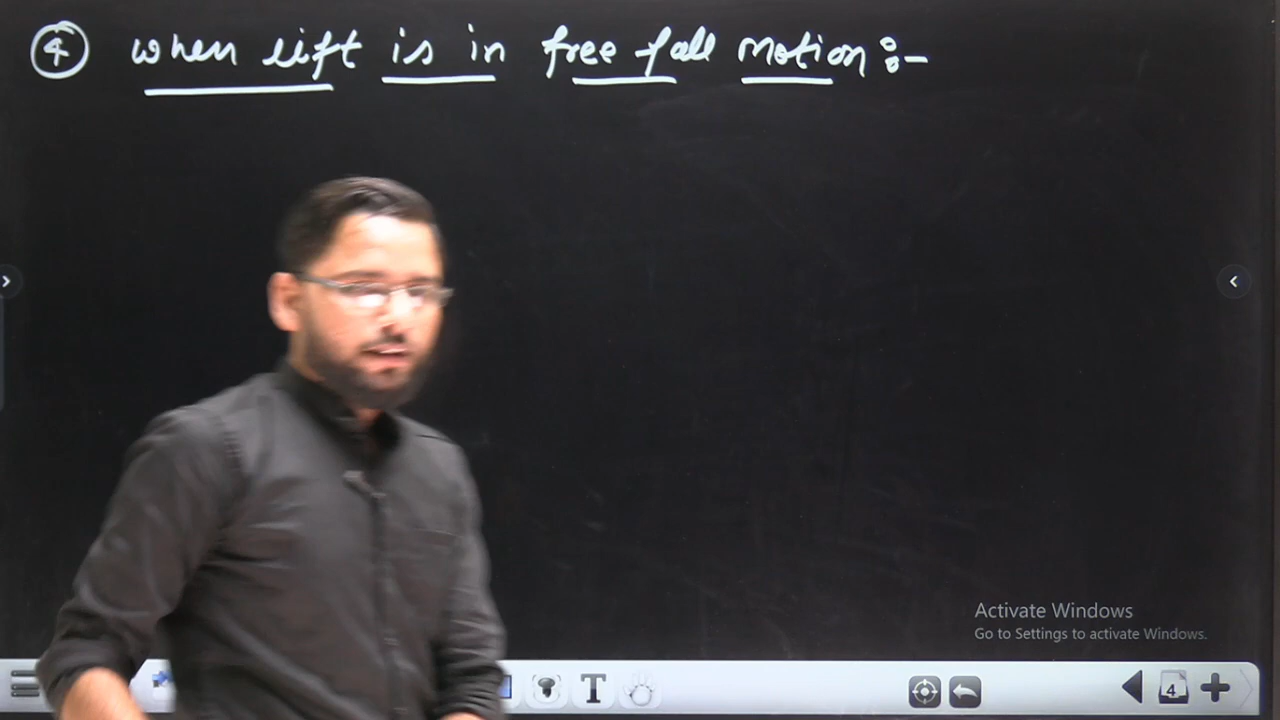 ④ when lift is in free fall motion :-
Activate Windows
Go to Settings to activate Windows.
T
4